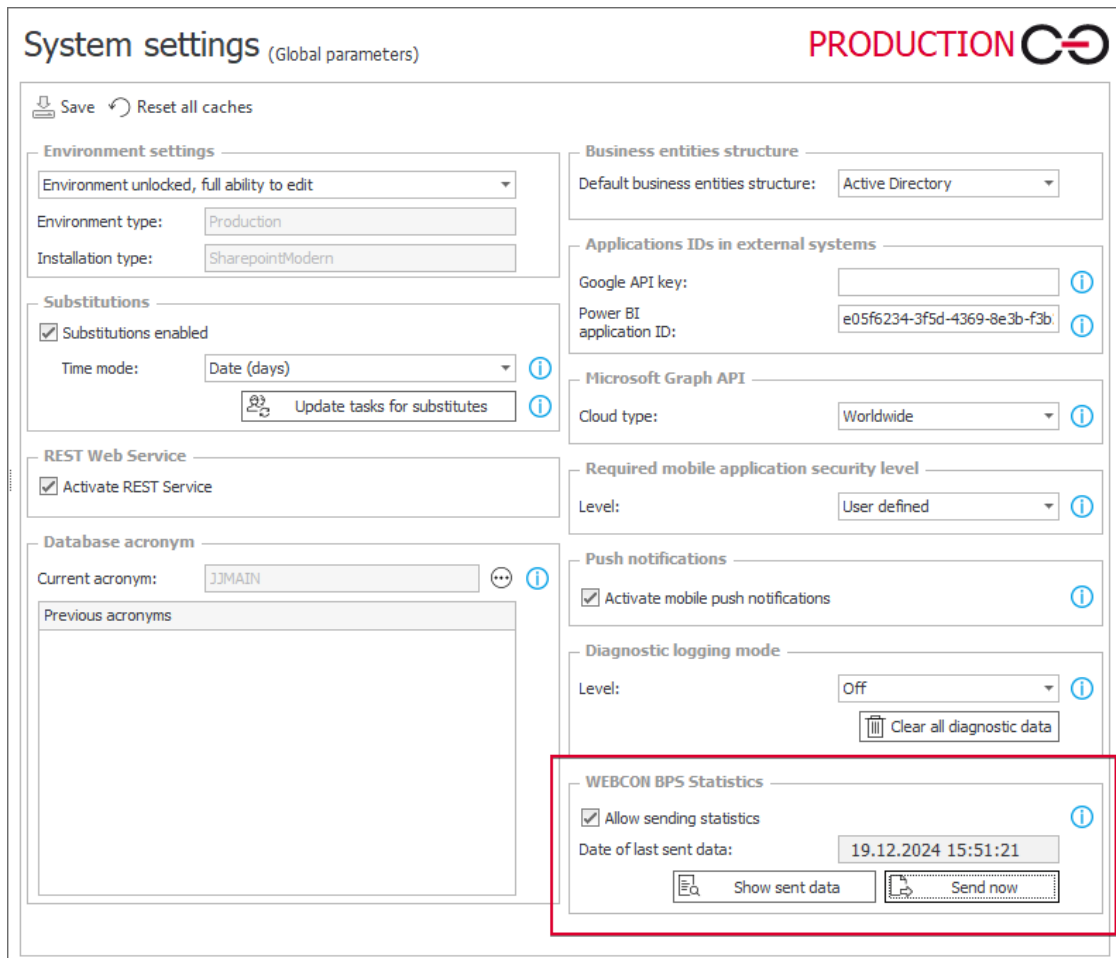 System settings (Global parameters)
PRODUCTION
Save Reset all caches
Environment settings
Environment unlocked, full ability to edit
Environment type: Production
Installation type: SharepointModern
Substitutions
Substitutions enabled
Time mode: Date (days)
Update tasks for substitutes
REST Web Service
Activate REST Service
Database acronym
Current acronym: JJMAIN
Previous acronyms
Business entities structure
Default business entities structure: Active Directory
Applications IDs in external systems
Google API key:
Power BI
application ID: e05f6234-3f5d-4369-8e3b-f3b
Microsoft Graph API
Cloud type: Worldwide
Required mobile application security level
Level: User defined
Push notifications
Activate mobile push notifications
Diagnostic logging mode
Level: Off
Clear all diagnostic data
WEBCON BPS Statistics
Allow sending statistics
Date of last sent data: 19.12.2024 15:51:21
Show sent data Send now